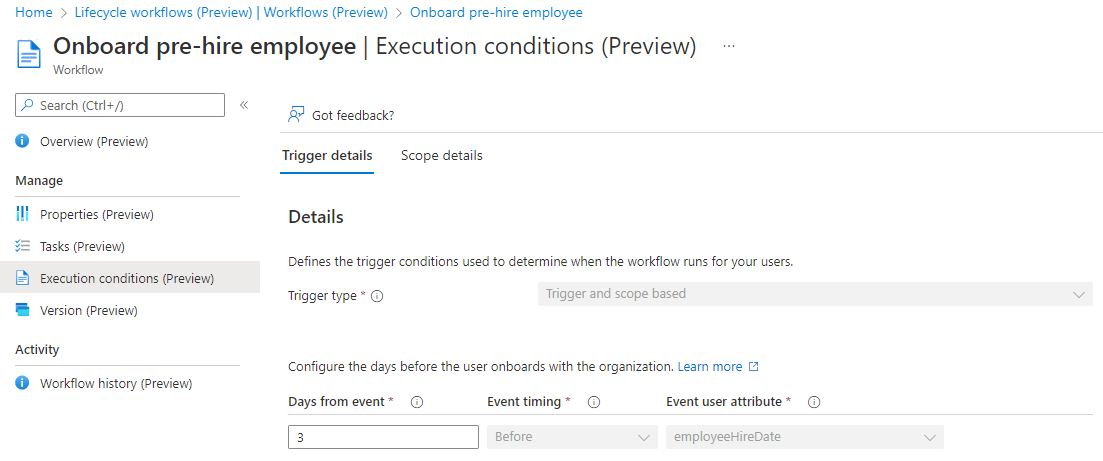 Home > Lifecycle workflows (Preview) | Workflows (Preview) > Onboard pre-hire employee
Onboard pre-hire employee | Execution conditions (Preview) ...
Workflow
Search (Ctrl+/) «
Got feedback?
Overview (Preview)
Trigger details Scope details
Manage
Properties (Preview)
Tasks (Preview)
Execution conditions (Preview)
Version (Preview)
Activity
Workflow history (Preview)
Details
Defines the trigger conditions used to determine when the workflow runs for your users.
Trigger type * Trigger and scope based
Configure the days before the user onboards with the organization. Learn more
Days from event * Event timing * Event user attribute *
3 Before employeeHireDate